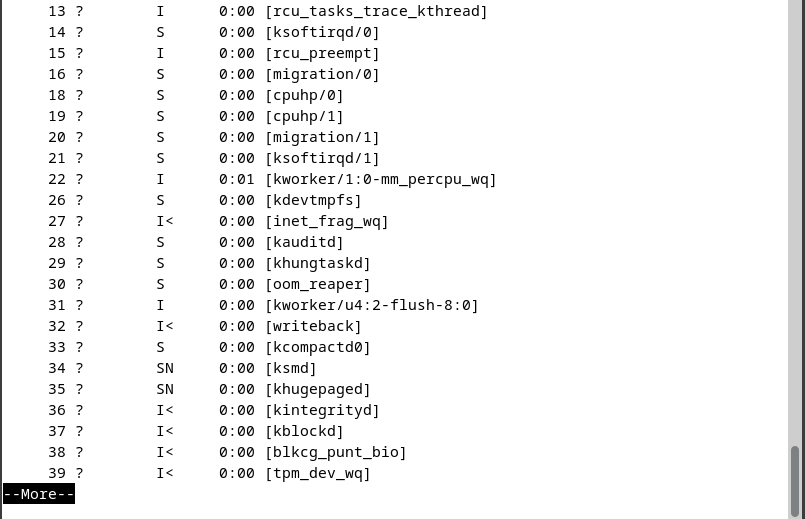 13 ?        I      0:00 [rcu_tasks_trace_kthread]
14 ?        S      0:00 [ksoftirqd/0]
15 ?        I      0:00 [rcu_preempt]
16 ?        S      0:00 [migration/0]
18 ?        S      0:00 [cpuhp/0]
19 ?        S      0:00 [cpuhp/1]
20 ?        S      0:00 [migration/1]
21 ?        S      0:00 [ksoftirqd/1]
22 ?        I      0:01 [kworker/1:0-mm_percpu_wq]
26 ?        S      0:00 [kdevtmpfs]
27 ?        I<     0:00 [inet_frag_wq]
28 ?        S      0:00 [kauditd]
29 ?        S      0:00 [khungtaskd]
30 ?        S      0:00 [oom_reaper]
31 ?        I      0:00 [kworker/u4:2-flush-8:0]
32 ?        I<     0:00 [writeback]
33 ?        S      0:00 [kcompactd0]
34 ?        SN     0:00 [ksmd]
35 ?        SN     0:00 [khugepaged]
36 ?        I<     0:00 [kintegrityd]
37 ?        I<     0:00 [kblockd]
38 ?        I<     0:00 [blkcg_punt_bio]
39 ?        I<     0:00 [tpm_dev_wq]
--More--